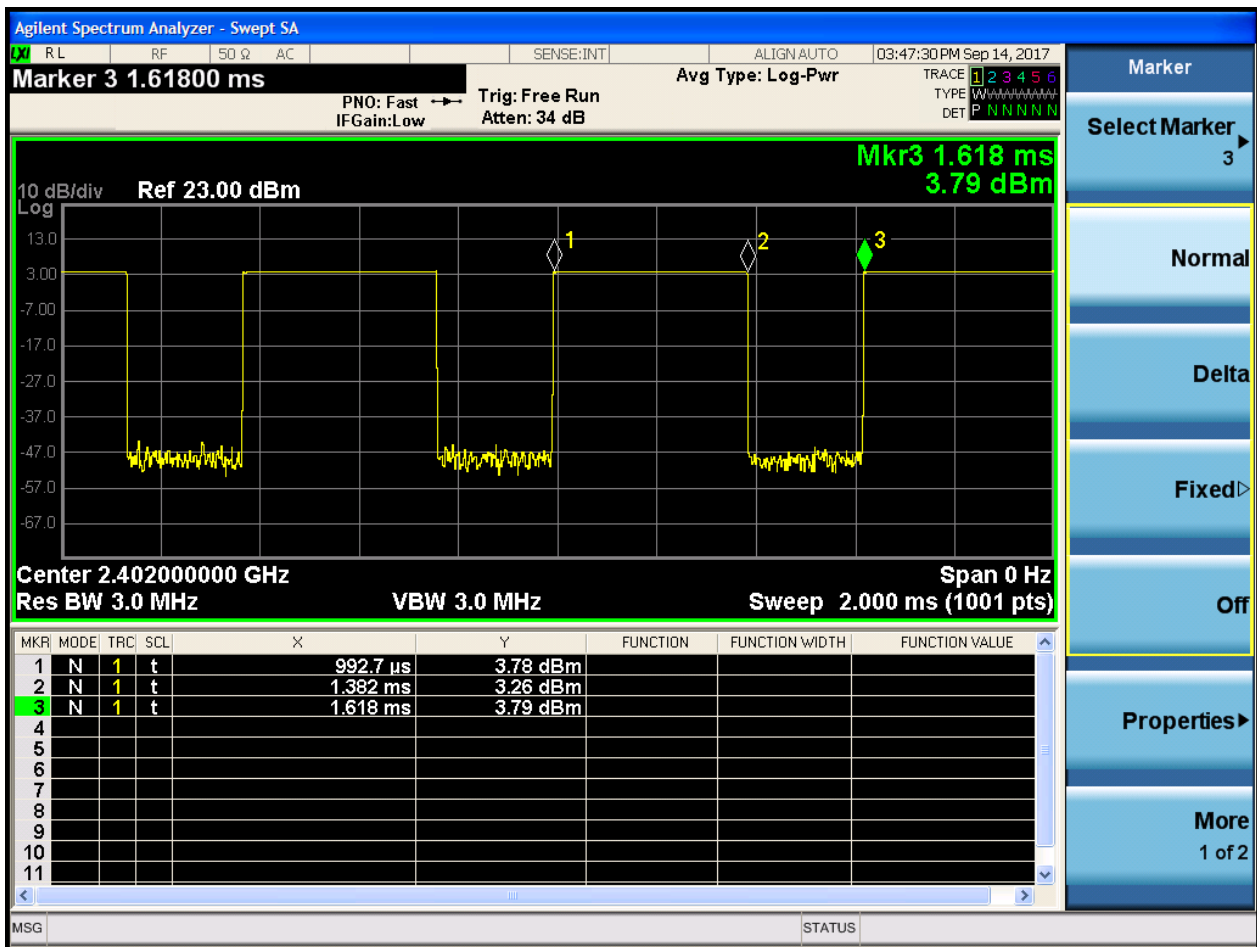 Agilent Spectrum Analyzer - Swept SA
LXI RL RF 50 Ω AC SENSE:INT ALIGN AUTO 03:47:30 PM Sep 14, 2017
Marker 3 1.61800 ms
PNO: Fast
IFGain:Low
Trig: Free Run
Atten: 34 dB
Avg Type: Log-Pwr
TRACE 1 2 3 4 5 6
TYPE W
DET P N N N N N
Mkr3 1.618 ms
3.79 dBm
10 dB/div Ref 23.00 dBm
Log
13.0
3.00
-7.00
-17.0
-27.0
-37.0
-47.0
-57.0
-67.0
1
2
3
Center 2.402000000 GHz Span 0 Hz
Res BW 3.0 MHz VBW 3.0 MHz Sweep 2.000 ms (1001 pts)
MKR MODE TRC SCL X Y FUNCTION FUNCTION WIDTH FUNCTION VALUE
1 N 1 t 992.7 µs 3.78 dBm
2 N 1 t 1.382 ms 3.26 dBm
3 N 1 t 1.618 ms 3.79 dBm
4
5
6
7
8
9
10
11
MSG STATUS
Marker
Select Marker
3
Normal
Delta
Fixed
Off
Properties
More
1 of 2